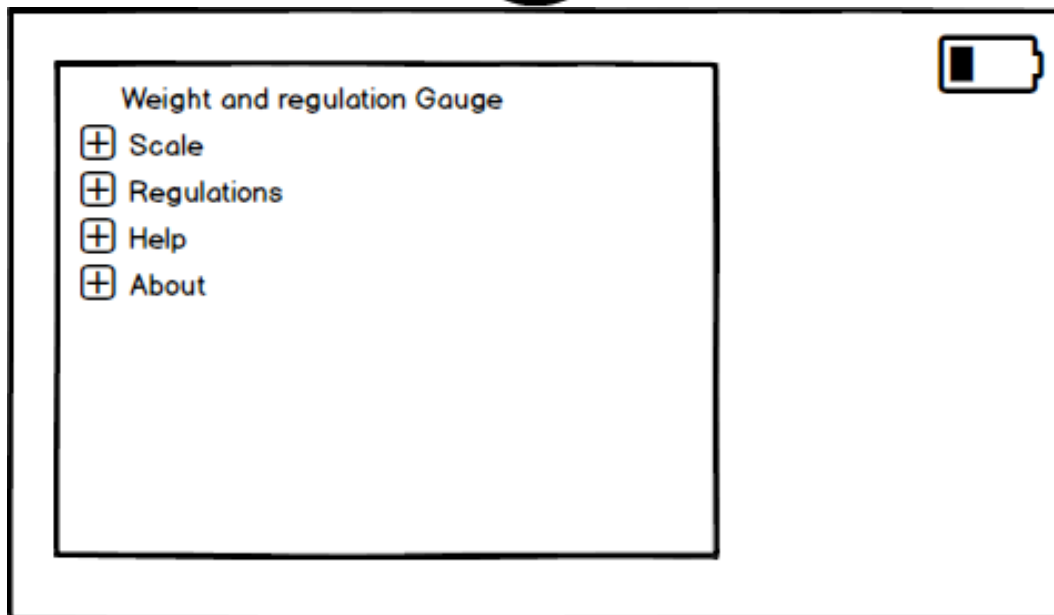 Weight and regulation Gauge
Scale
Regulations
Help
About